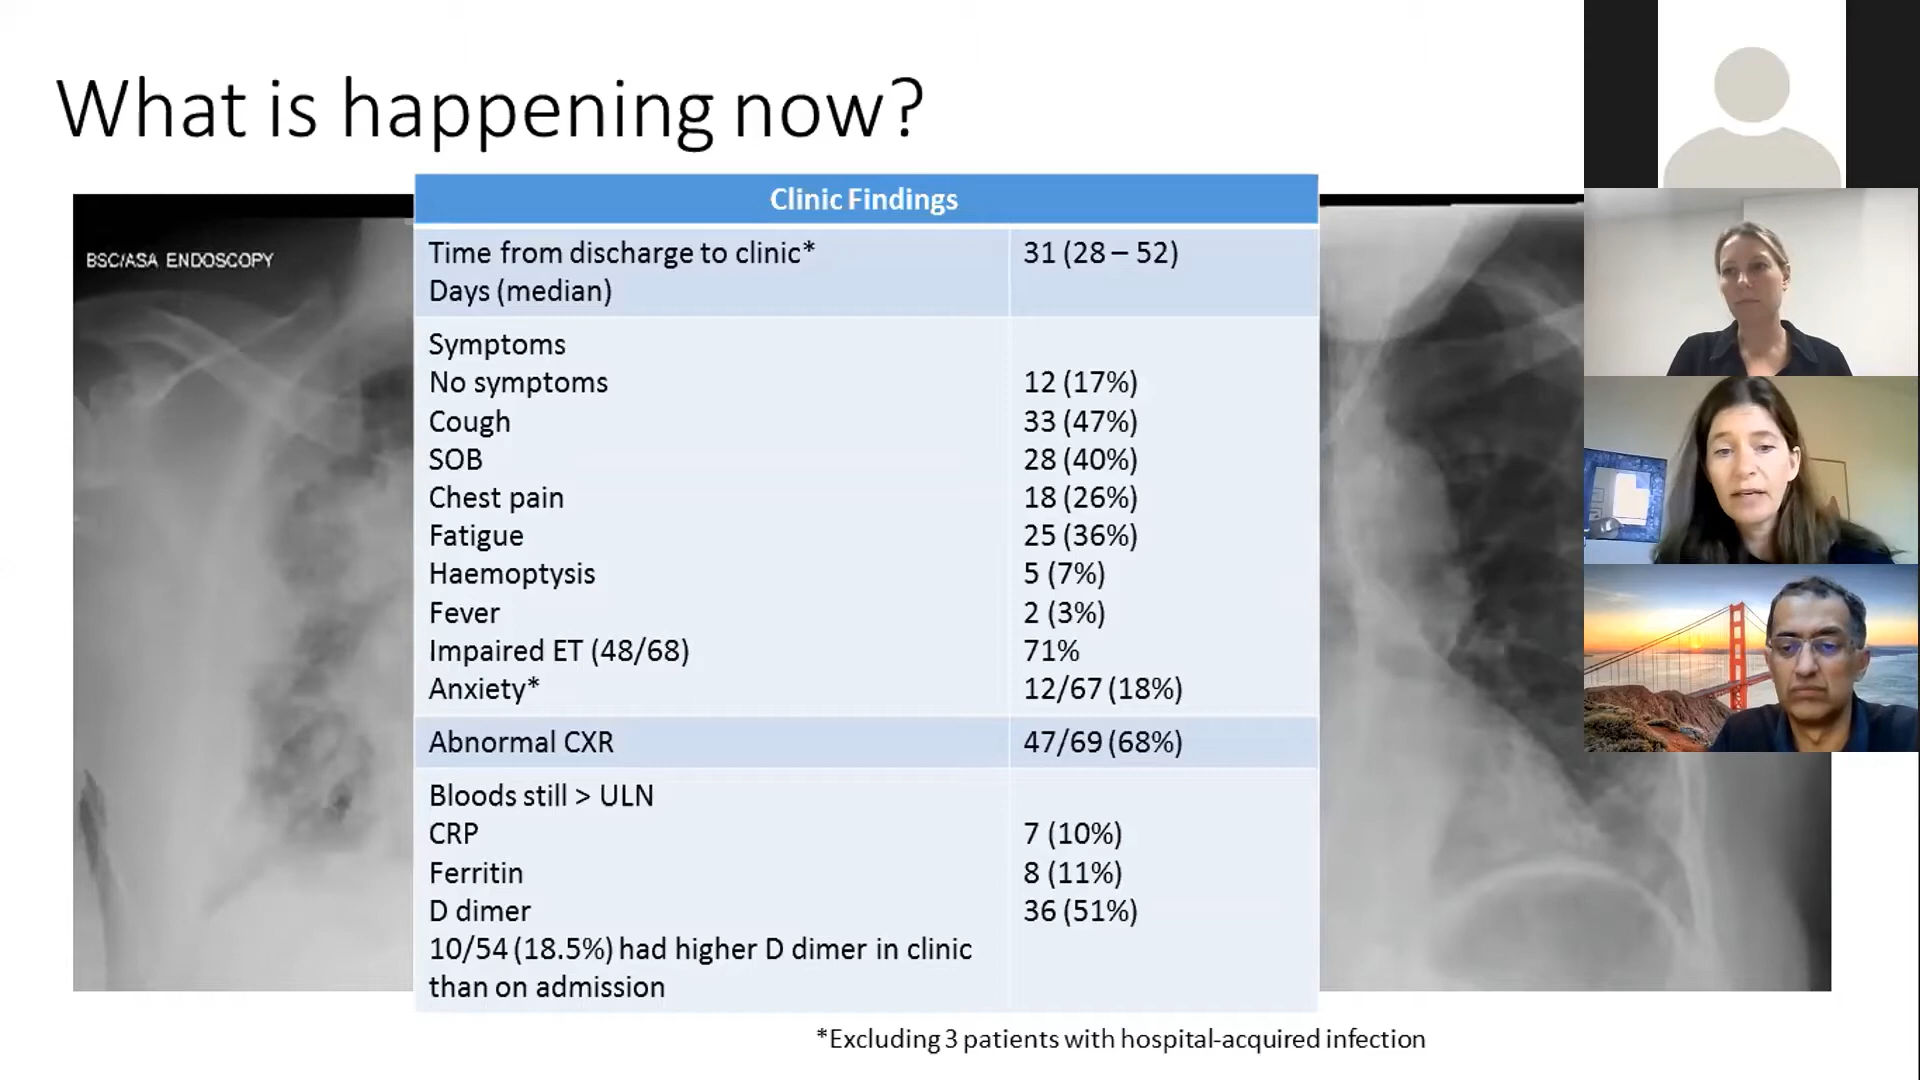 What is happening now?
BSC/ASA ENDOSCOPY
Clinic Findings
Time from discharge to clinic* 31 (28 – 52)
Days (median)
Symptoms
No symptoms 12 (17%)
Cough 33 (47%)
SOB 28 (40%)
Chest pain 18 (26%)
Fatigue 25 (36%)
Haemoptysis 5 (7%)
Fever 2 (3%)
Impaired ET (48/68) 71%
Anxiety* 12/67 (18%)
Abnormal CXR 47/69 (68%)
Bloods still > ULN
CRP 7 (10%)
Ferritin 8 (11%)
D dimer 36 (51%)
10/54 (18.5%) had higher D dimer in clinic
than on admission
*Excluding 3 patients with hospital-acquired infection